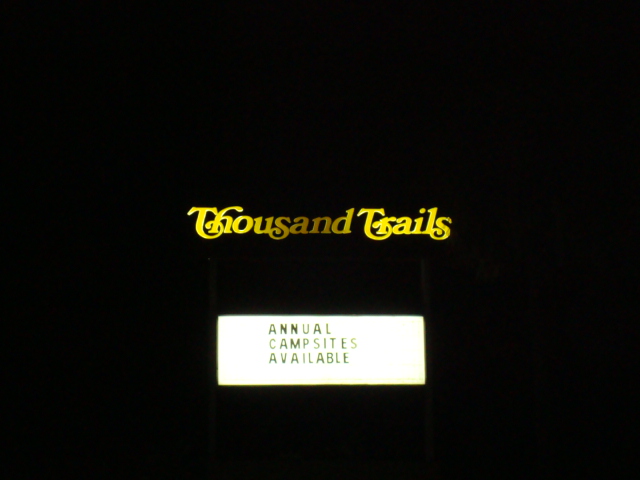 Thousand Trails
ANNUAL
CAMPSITES
AVAILABLE